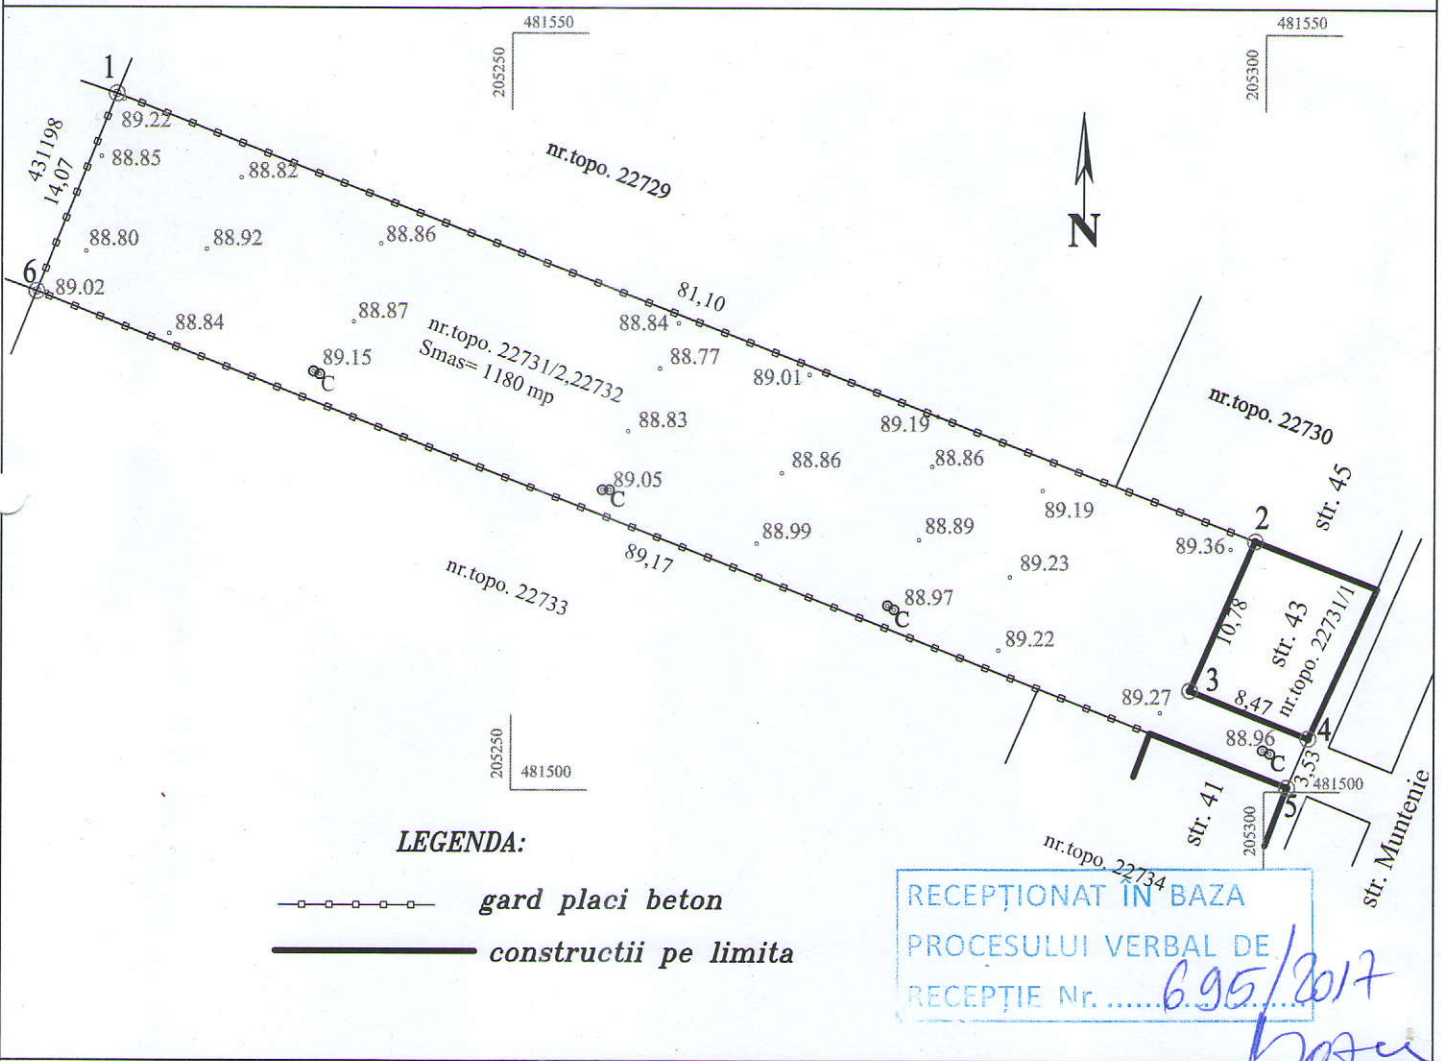 481550
205250
481550
205300
1
89.22
88.85
431198
14,07
88.82
nr.topo. 22729
N
88.80
88.92
88.86
6
89.02
88.84
88.87
81,10
88.84
nr.topo. 22731/2,22732
Smas= 1180 mp
89.15
C
88.77
89.01
88.83
89.19
nr.topo. 22730
88.86
88.86
89.05
C
89.19
str. 45
2
89.36
88.99
88.89
89,17
nr.topo. 22733
89.23
88.97
C
10,78
str. 43
nr.topo. 22731/1
89.22
3
8,47
89.27
88.96
C
4
3,53
5
205250
481500
481500
205300
str. 41
str. Muntenie
nr.topo. 22734
LEGENDA:
gard placi beton
constructii pe limita
RECEPȚIONAT ÎN BAZA
PROCESULUI VERBAL DE
RECEPȚIE Nr. ..................... 695/2017